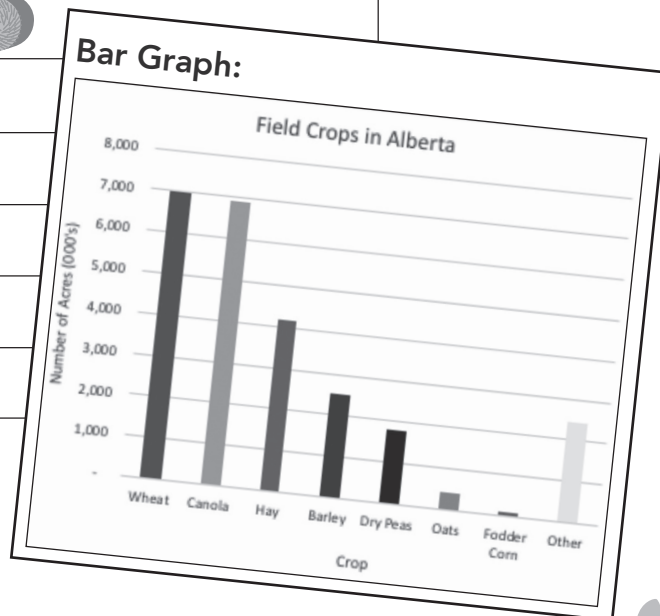 Bar Graph:
Field Crops in Alberta
Number of Acres (000's)
8,000
7,000
6,000
5,000
4,000
3,000
2,000
1,000
-
Wheat
Canola
Hay
Barley
Dry Peas
Oats
Fodder
Corn
Other
Crop